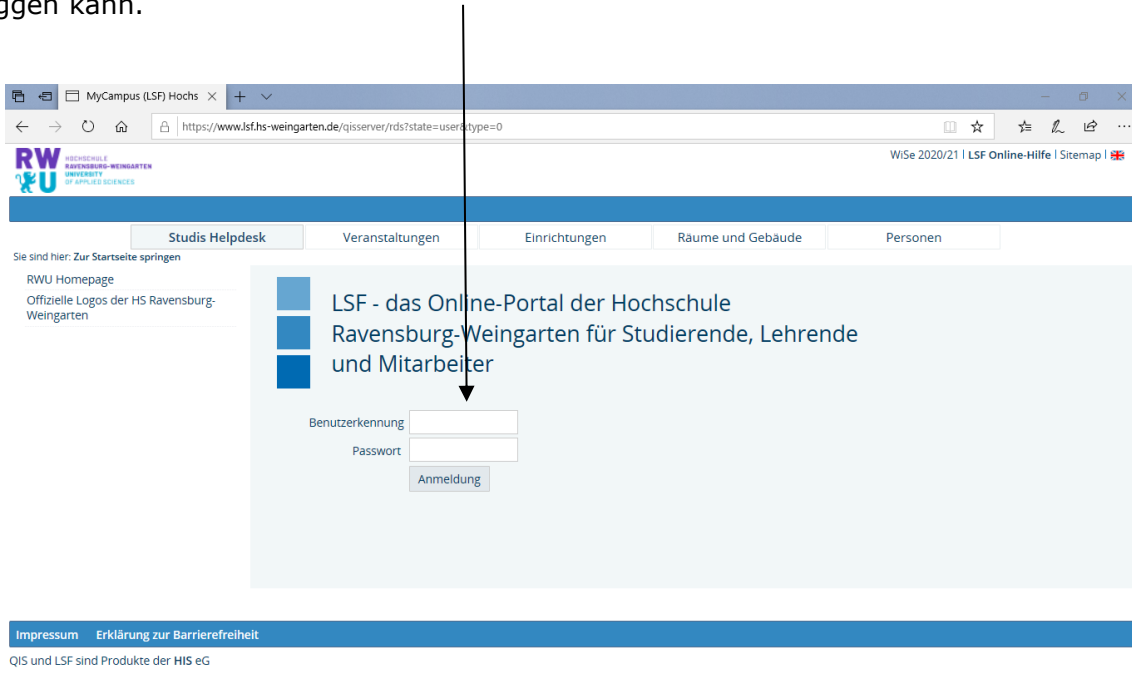 ggen kann.
MyCampus (LSF) Hochs
https://www.lsf.hs-weingarten.de/qisserver/rds?state=user&type=0
RWU HOCHSCHULE
RAVENSBURG-WEINGARTEN
UNIVERSITY
OF APPLIED SCIENCES
WiSe 2020/21 | LSF Online-Hilfe | Sitemap |
Studis Helpdesk Veranstaltungen Einrichtungen Räume und Gebäude Personen
Sie sind hier: Zur Startseite springen
RWU Homepage
Offizielle Logos der HS Ravensburg-
Weingarten
LSF - das Online-Portal der Hochschule
Ravensburg-Weingarten für Studierende, Lehrende
und Mitarbeiter
Benutzerkennung
Passwort
Anmeldung
Impressum Erklärung zur Barrierefreiheit
QIS und LSF sind Produkte der HIS eG